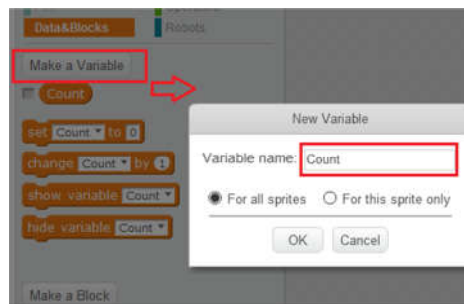 Data&Blocks Robots
Make a Variable
Count
set Count to 0
change Count by 1
show variable Count
hide variable Count
Make a Block
New Variable
Variable name: Count
For all sprites For this sprite only
OK Cancel